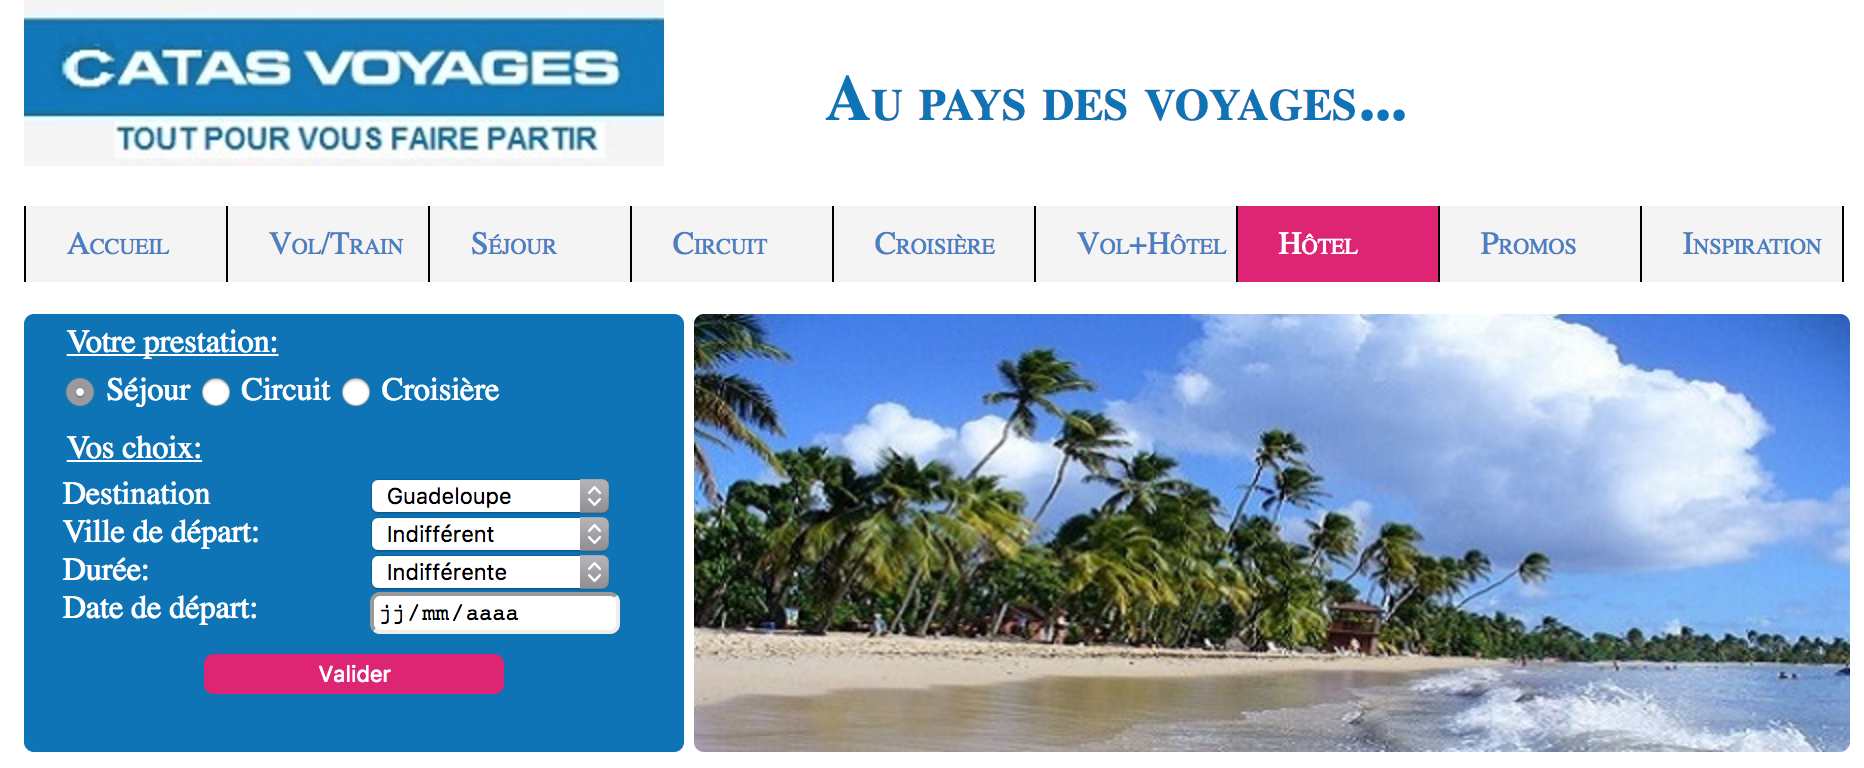 CATAS VOYAGES
TOUT POUR VOUS FAIRE PARTIR
Au pays des voyages...
Accueil Vol/Train Séjour Circuit Croisière Vol+Hôtel Hôtel Promos Inspiration
Votre prestation:
Séjour Circuit Croisière
Vos choix:
Destination Guadeloupe
Ville de départ: Indifférent
Durée: Indifférente
Date de départ: jj/mm/aaaa
Valider